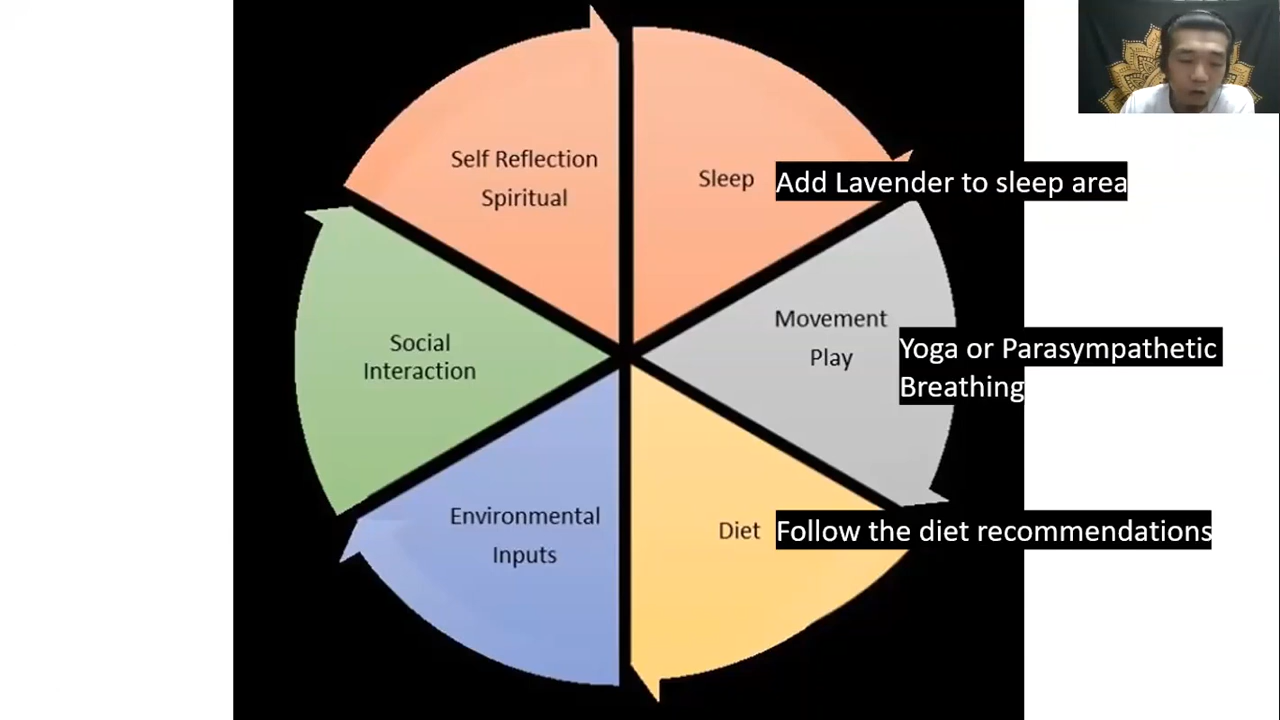 Self Reflection
Spiritual
Sleep
Add Lavender to sleep area
Movement
Play
Yoga or Parasympathetic
Breathing
Social
Interaction
Environmental
Inputs
Diet
Follow the diet recommendations